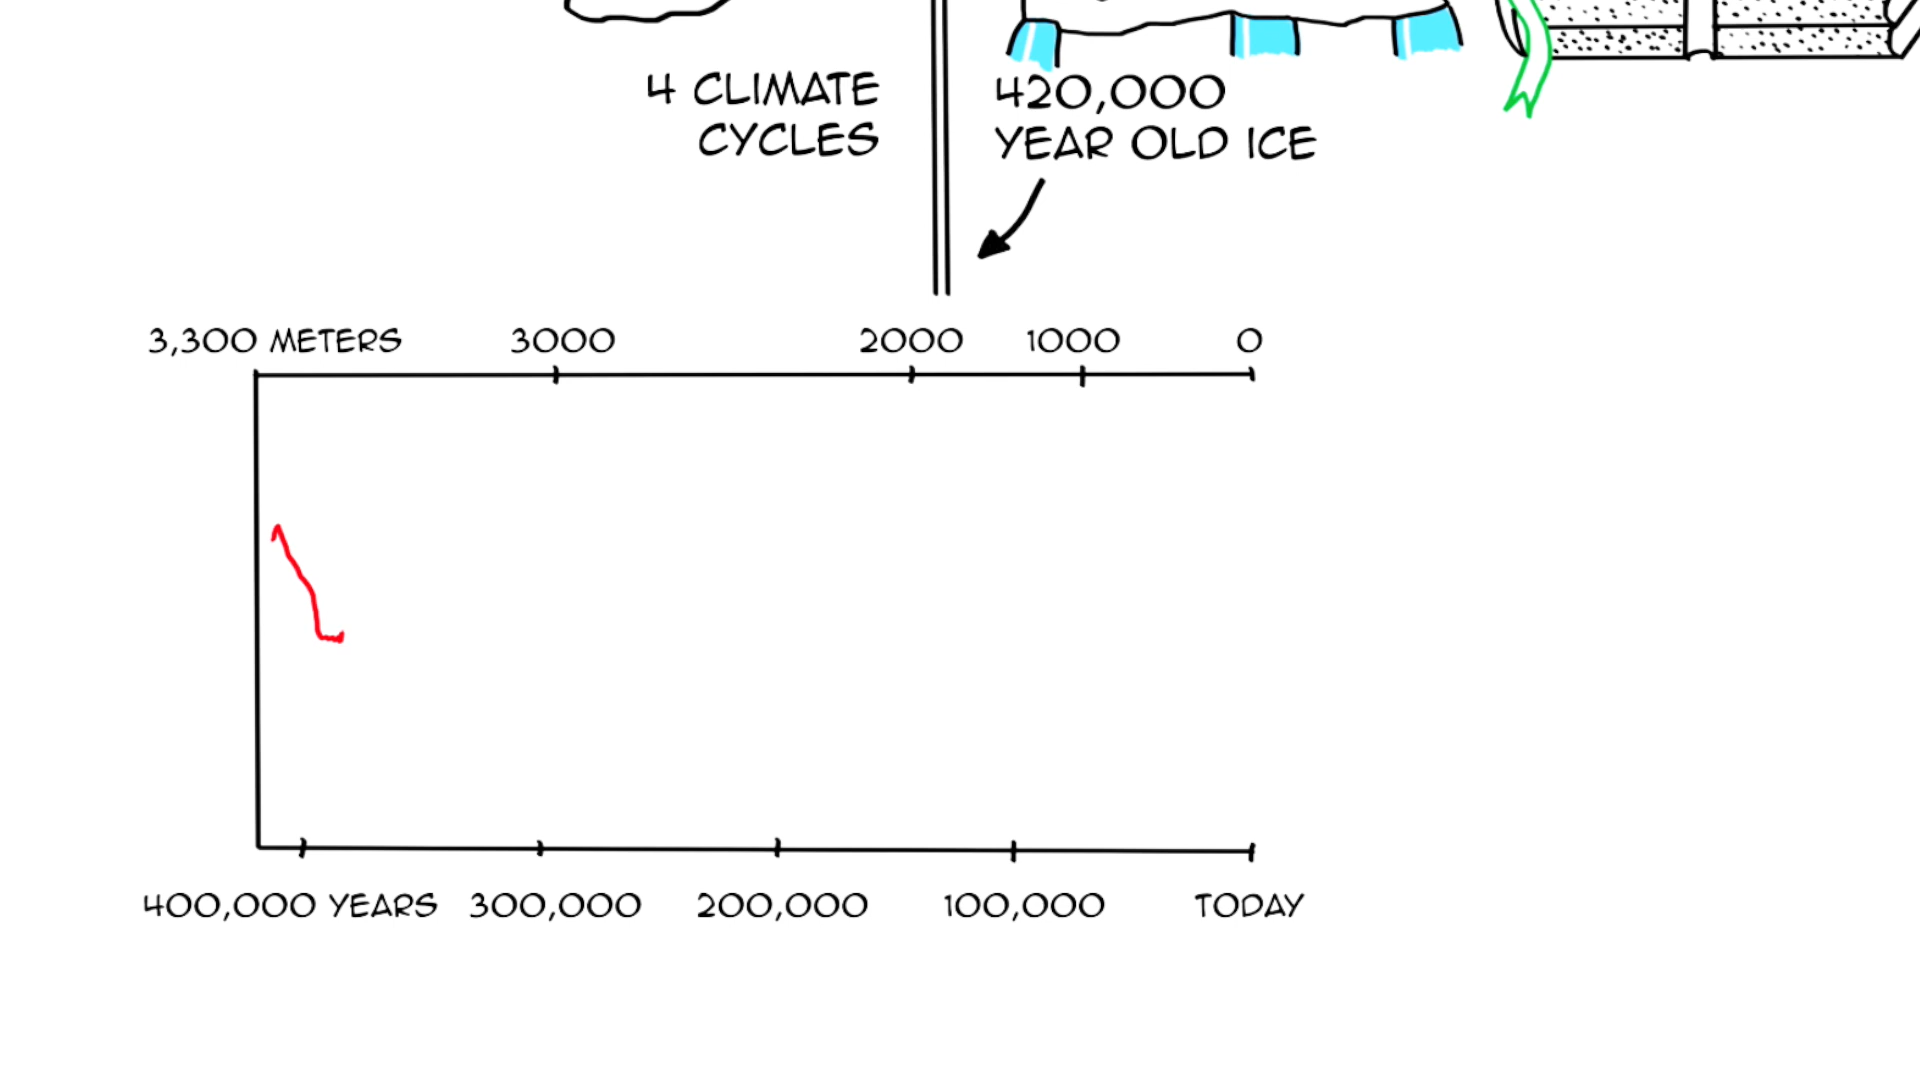 4 CLIMATE
CYCLES
420,000
YEAR OLD ICE
3,300 METERS 3000 2000 1000 0
400,000 YEARS 300,000 200,000 100,000 TODAY